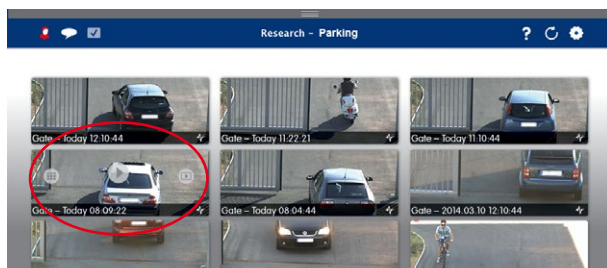 Research – Parking ?
Gate – Today 12:10:44
Gate – Today 11:22:21
Gate – Today 11:10:44
Gate – Today 08:09:22
Gate – Today 08:04:44
Gate – 2014.03.10 12:10:44